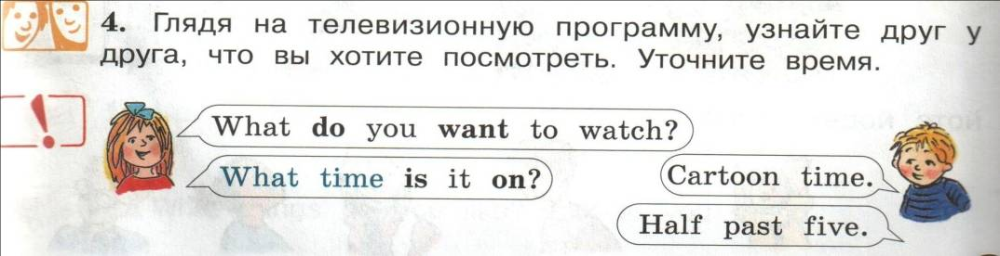 4. Глядя на телевизионную программу, узнайте друг у
друга, что вы хотите посмотреть. Уточните время.
What do you want to watch?
What time is it on?
Cartoon time.
Half past five.